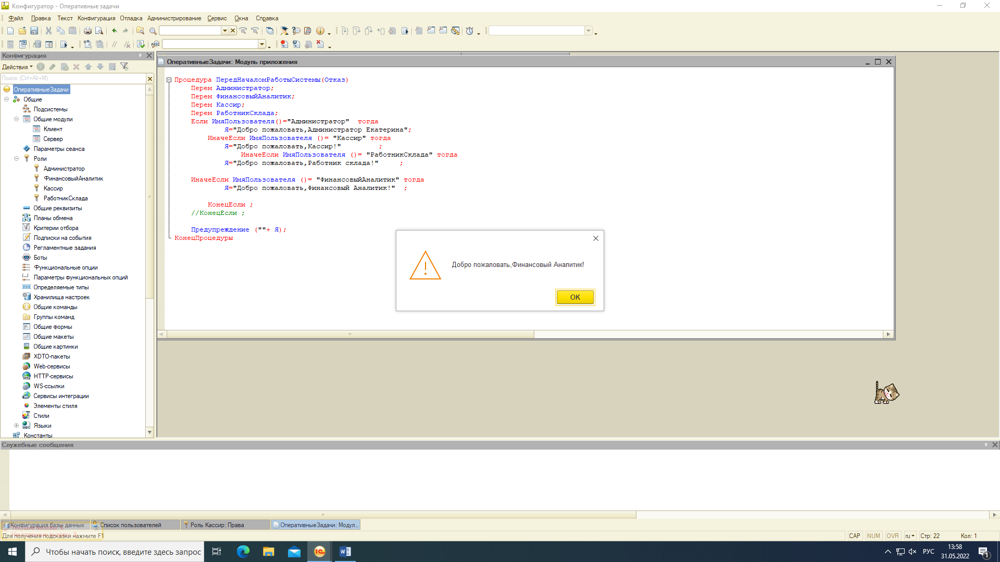 Конфигуратор - Оперативные задачи
Файл Правка Текст Конфигурация Отладка Администрирование Сервис Окна Справка
Конфигурация
Действия
Поиск (Ctrl+Alt+M)
ОперативныеЗадачи
Общие
Подсистемы
Общие модули
Клиент
Сервер
Параметры сеанса
Роли
Администратор
ФинансовыйАналитик
Кассир
РаботникСклада
Общие реквизиты
Планы обмена
Критерии отбора
Подписки на события
Регламентные задания
Боты
Функциональные опции
Параметры функциональных опций
Определяемые типы
Хранилища настроек
Общие команды
Группы команд
Общие формы
Общие макеты
Общие картинки
XDTO-пакеты
Web-сервисы
HTTP-сервисы
WS-ссылки
Сервисы интеграции
Элементы стиля
Стили
Языки
Константы
ОперативныеЗадачи: Модуль приложения
Процедура ПередНачаломРаботыСистемы(Отказ)
Перем Администратор;
Перем ФинансовыйАналитик;
Перем Кассир;
Перем РаботникСклада;
Если ИмяПользователя()="Администратор" тогда
Я="Добро пожаловать,Администратор Екатерина";
ИначеЕсли ИмяПользователя ()= "Кассир" тогда
Я="Добро пожаловать,Кассир!" ;
ИначеЕсли ИмяПользователя ()= "РаботникСклада" тогда
Я="Добро пожаловать,Работник склада!" ;
ИначеЕсли ИмяПользователя ()= "ФинансовыйАналитик" тогда
Я="Добро пожаловать,Финансовый Аналитик!" ;
КонецЕсли ;
//КонецЕсли ;
Предупреждение (""+ Я);
КонецПроцедуры
Добро пожаловать,Финансовый Аналитик!
OK
Служебные сообщения
Конфигурация базы данных Список пользователей Роль Кассир: Права ОперативныеЗадачи: Модул...
Для получения подсказки нажмите F1
CAP NUM OVR ru Стр: 22 Кол: 1
Чтобы начать поиск, введите здесь запрос
РУС
13:58
31.05.2022
1